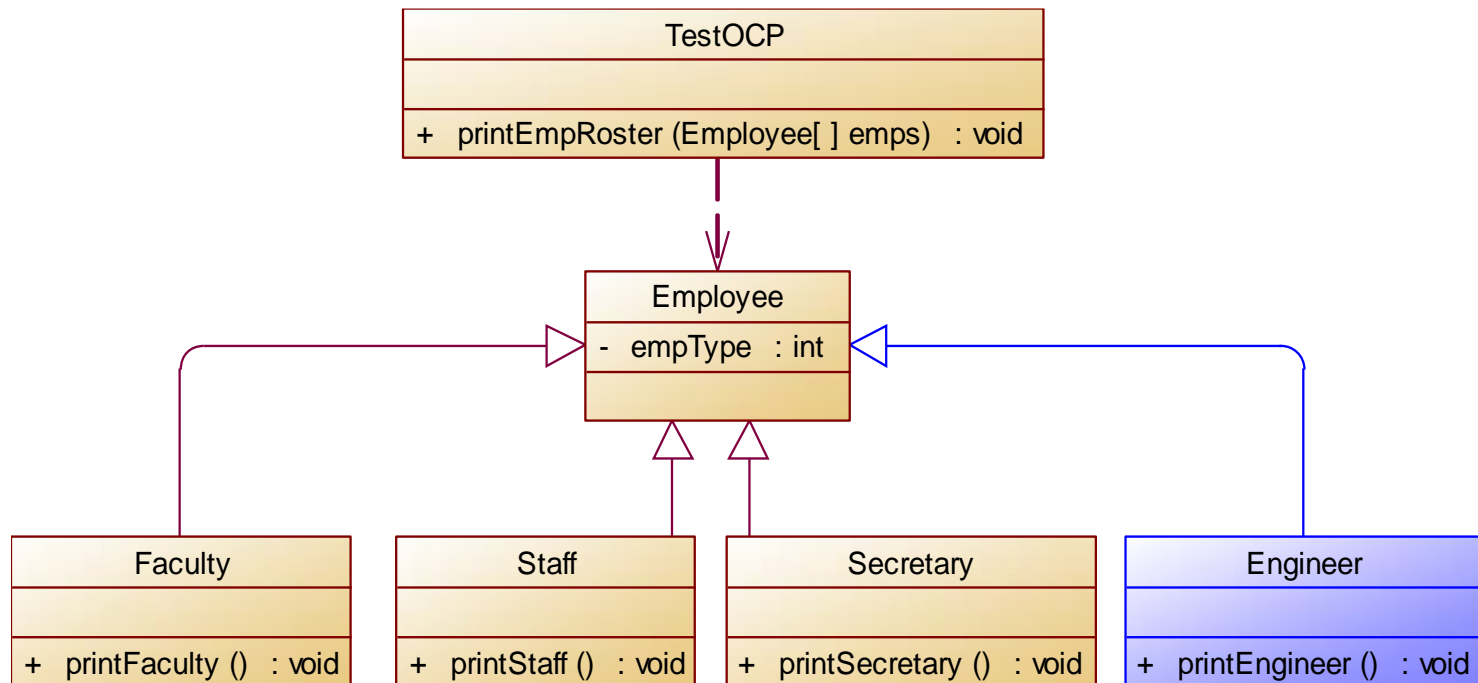 TestOCP
+ printEmpRoster (Employee[ ] emps) : void
Employee
- empType : int
Faculty
+ printFaculty () : void
Staff
+ printStaff () : void
Secretary
+ printSecretary () : void
Engineer
+ printEngineer () : void